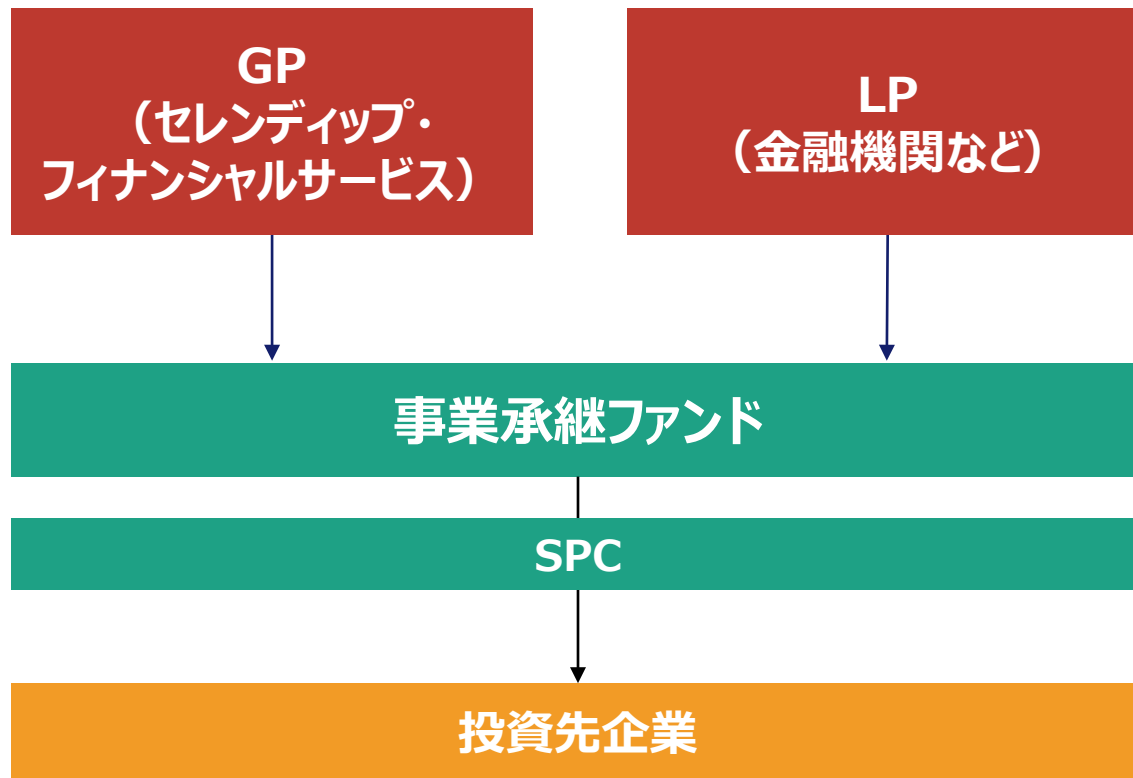 GP
（セレンディップ・
フィナンシャルサービス）
LP
（金融機関など）
事業承継ファンド
SPC
投資先企業